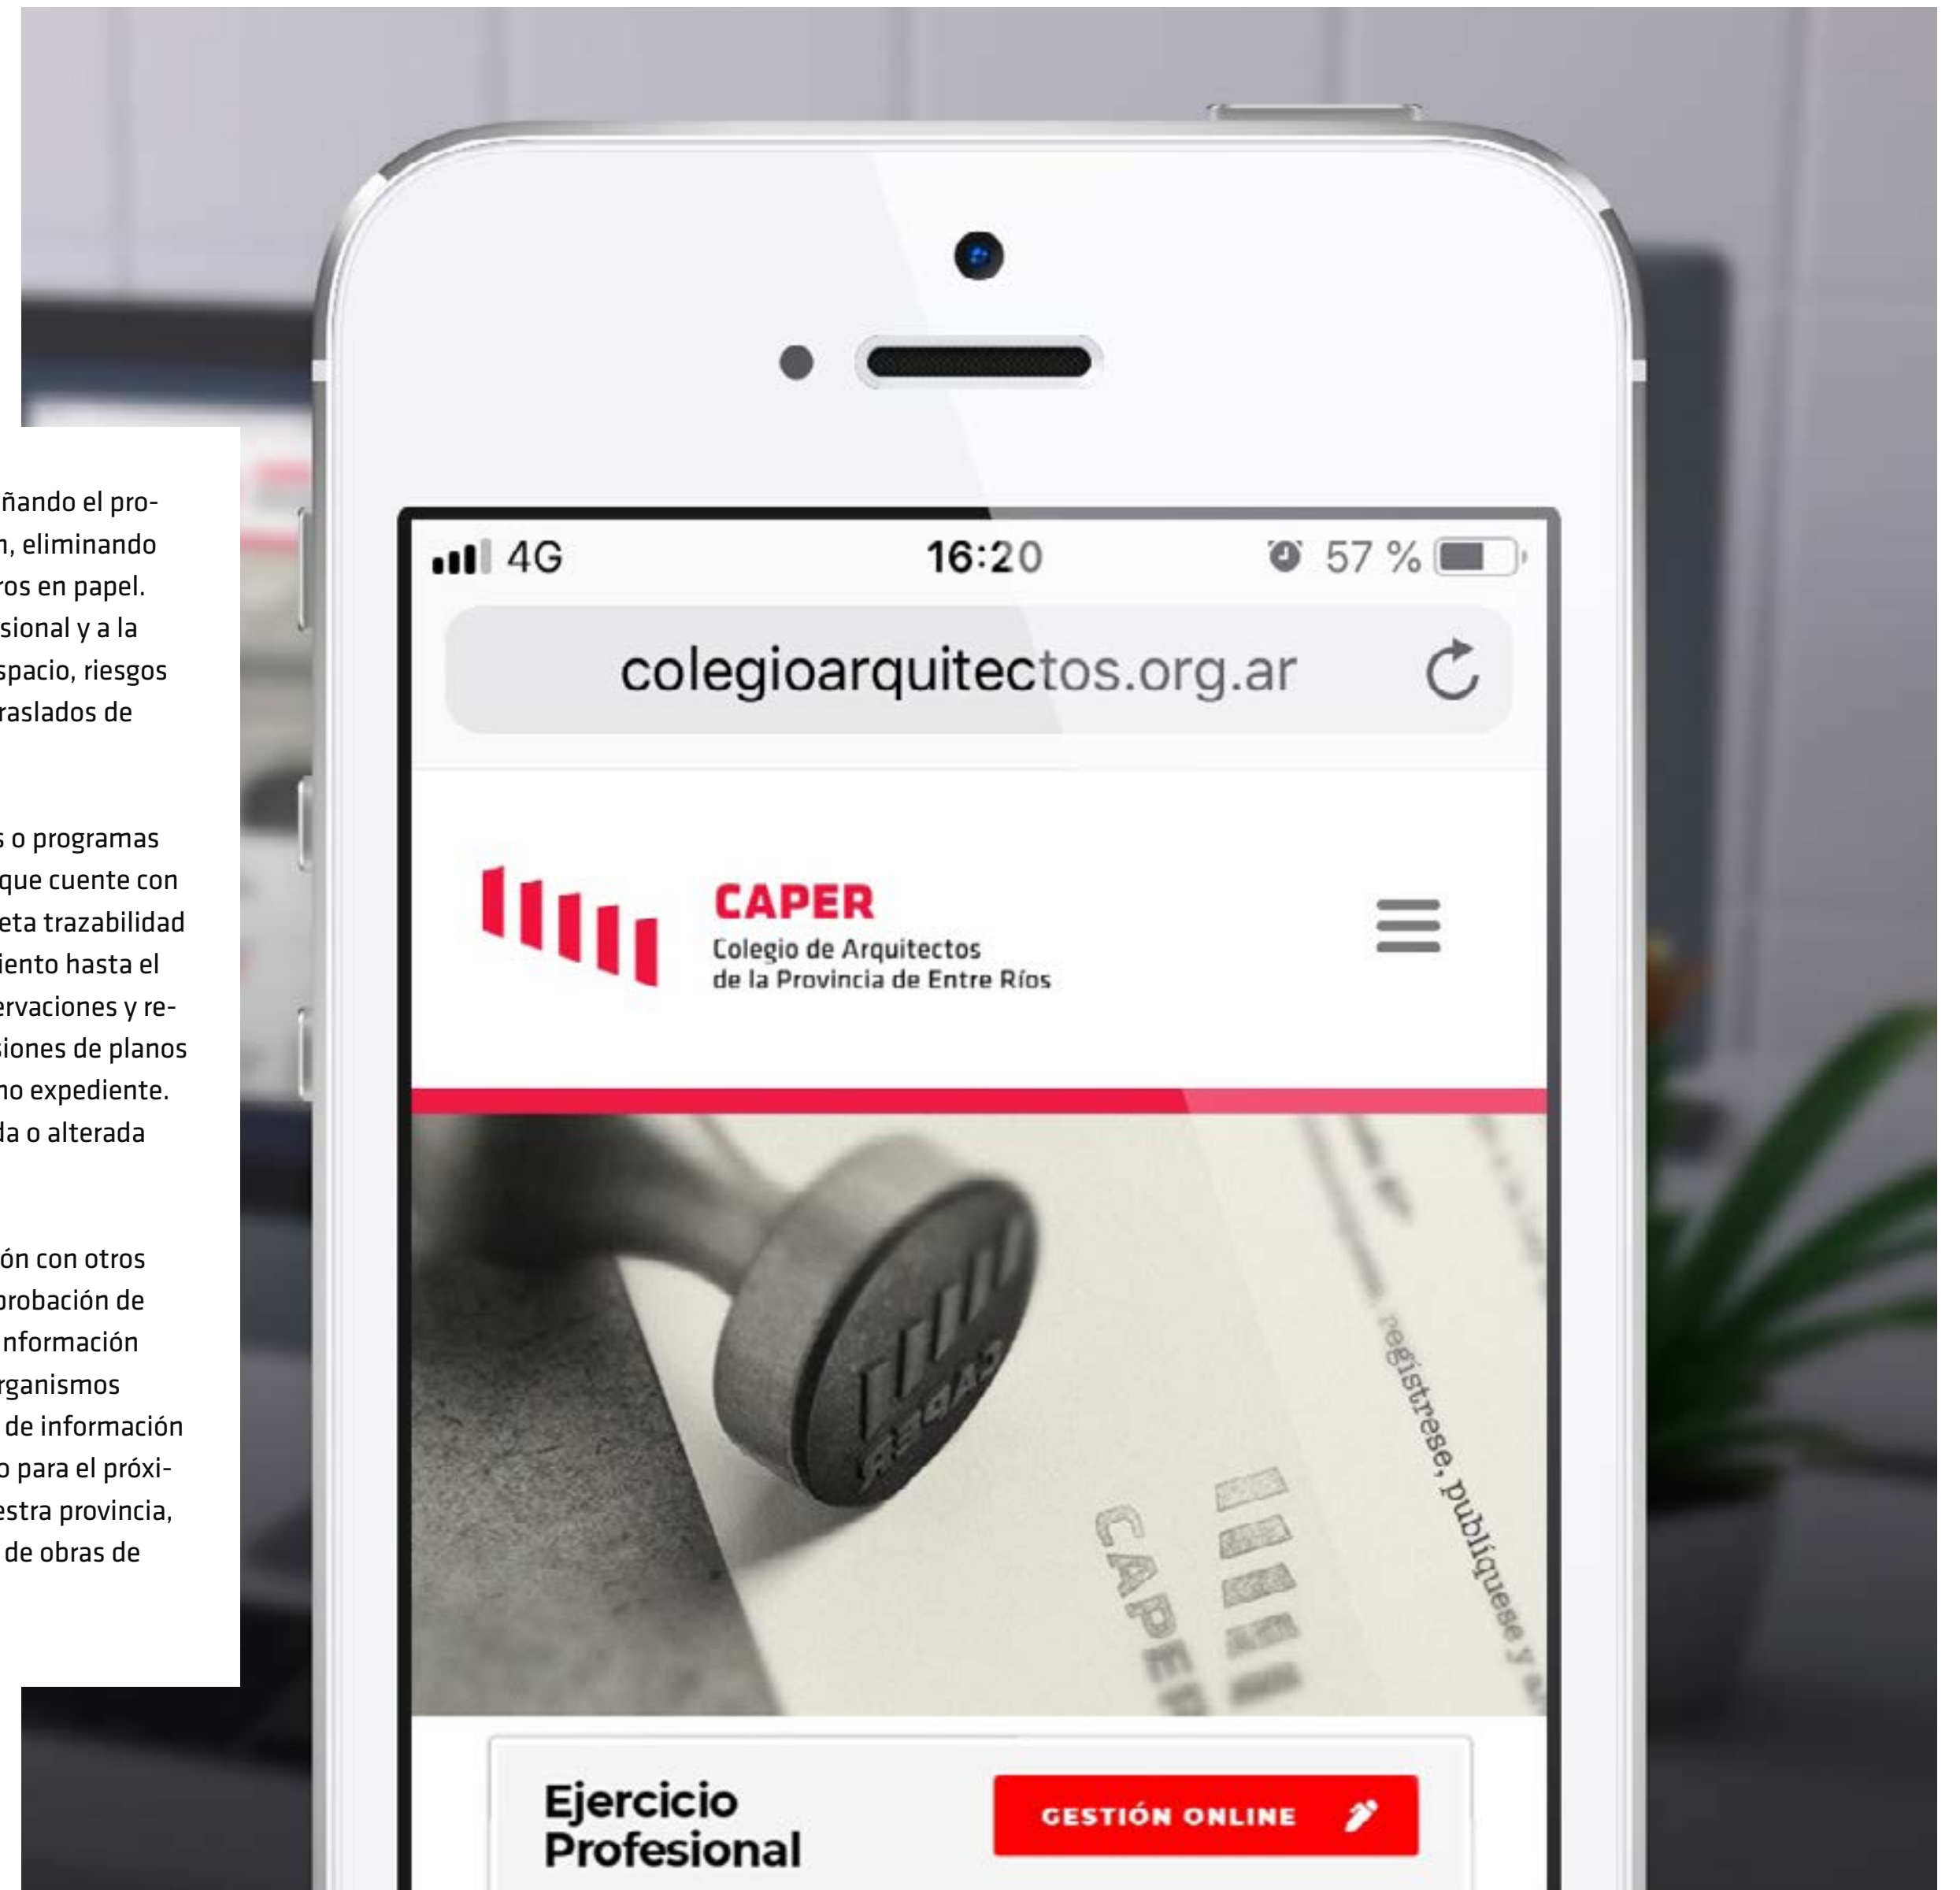 ñando el pro-
, eliminando
ros en papel.
sional y a la
spacio, riesgos
raslados de
o programas
que cuente con
eta trazabilidad
iento hasta el
ervaciones y re-
siones de planos
no expediente.
da o alterada
ón con otros
probación de
nformación
rganismos
de información
o para el próxi-
estra provincia,
de obras de
4G 16:20 57 %
colegioarquitectos.org.ar
CAPER
Colegio de Arquitectos
de la Provincia de Entre Ríos
CAPER
CAPER
regístrese, publíquese y
Ejercicio
Profesional
GESTIÓN ONLINE